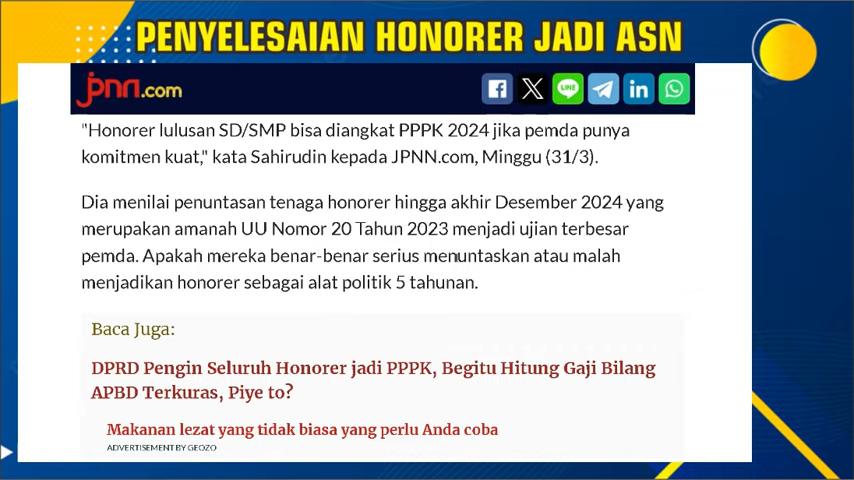 PENYELESAIAN HONORER JADI ASN
jpnn.com
"Honorer lulusan SD/SMP bisa diangkat PPPK 2024 jika pemda punya
komitmen kuat," kata Sahirudin kepada JPNN.com, Minggu (31/3).
Dia menilai penuntasan tenaga honorer hingga akhir Desember 2024 yang
merupakan amanah UU Nomor 20 Tahun 2023 menjadi ujian terbesar
pemda. Apakah mereka benar-benar serius menuntaskan atau malah
menjadikan honorer sebagai alat politik 5 tahunan.
Baca Juga:
DPRD Pengin Seluruh Honorer jadi PPPK, Begitu Hitung Gaji Bilang
APBD Terkuras, Piye to?
Makanan lezat yang tidak biasa yang perlu Anda coba
ADVERTISEMENT BY GEOZO